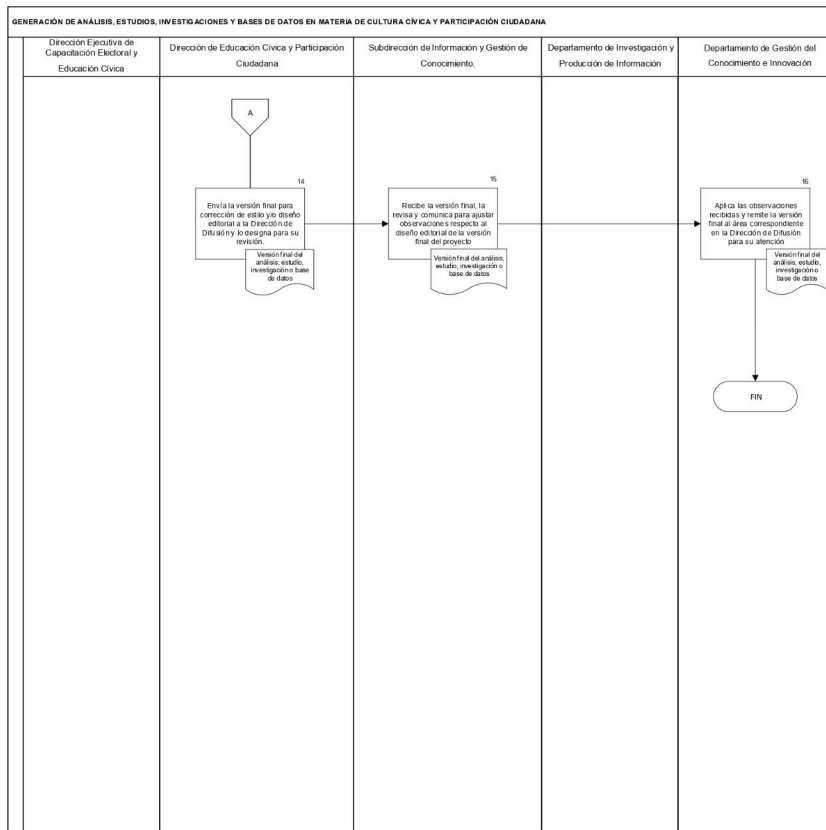 GENERACIÓN DE ANÁLISIS, ESTUDIOS, INVESTIGACIONES Y BASES DE DATOS EN MATERIA DE CULTURA CÍVICA Y PARTICIPACIÓN CIUDADANA
Dirección Ejecutiva de
Capacitación Electoral y
Educación Cívica
Dirección de Educación Cívica y Participación
Ciudadana
Subdirección de Información y Gestión de
Conocimiento.
Departamento de Investigación y
Producción de Información
Departamento de Gestión del
Conocimiento e Innovación
A
14
Envía la versión final para
corrección de estilo y/o diseño
editorial a la Dirección de
Difusión y lo designa para su
revisión.
Versión final del
análisis, estudio,
investigación o base
de datos
15
Recibe la versión final, la
revisa y comunica para ajustar
observaciones respecto al
diseño editorial de la versión
final del proyecto
Versión final del análisis,
estudio, investigación o
base de datos
16
Aplica las observaciones
recibidas y remite la versión
final al área correspondiente
en la Dirección de Difusión
para su atención
Versión final del
análisis, estudio,
investigación o base
de datos
FIN